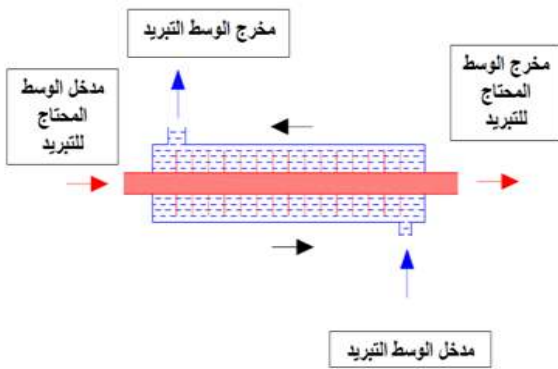 مخرج الوسط التبريد
مخرج الوسط
المحتاج
للتبريد
مدخل الوسط
المحتاج
للتبريد
مدخل الوسط التبريد